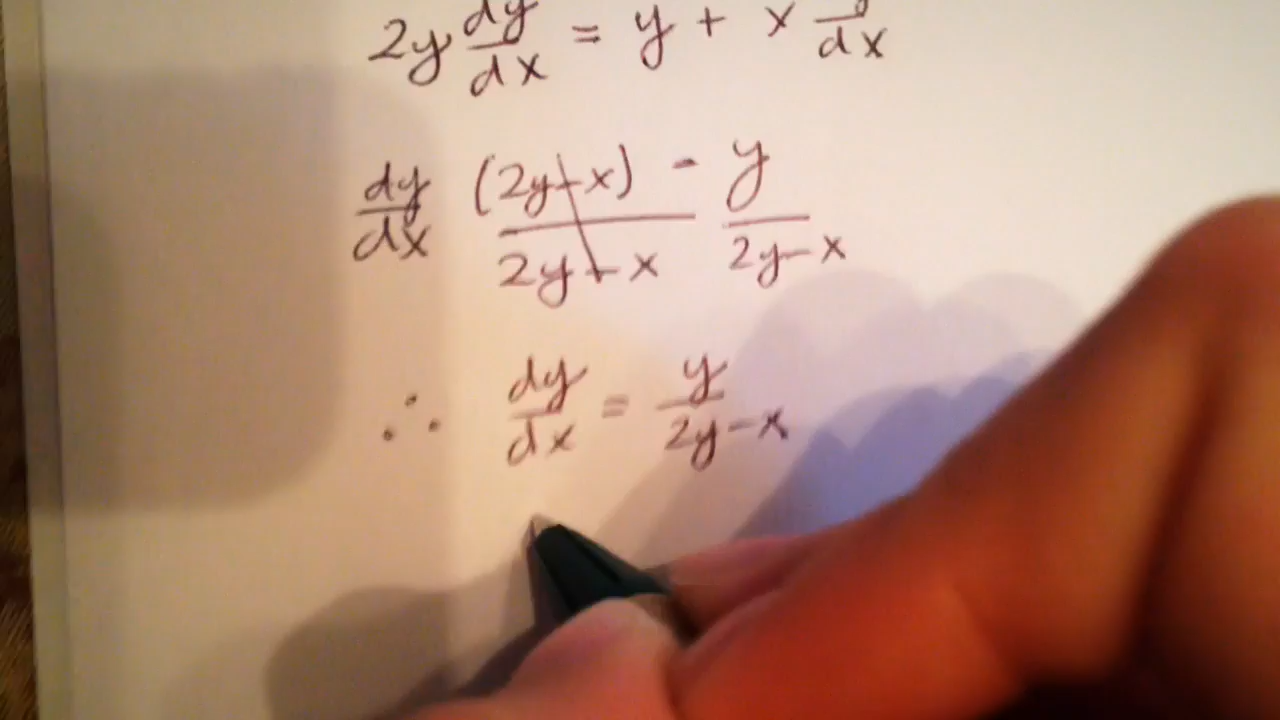 2y dy/dx = y + x dy/dx
dy/dx (2y-x)/2y-x - y/2y-x
∴ dy/dx = y/2y-x